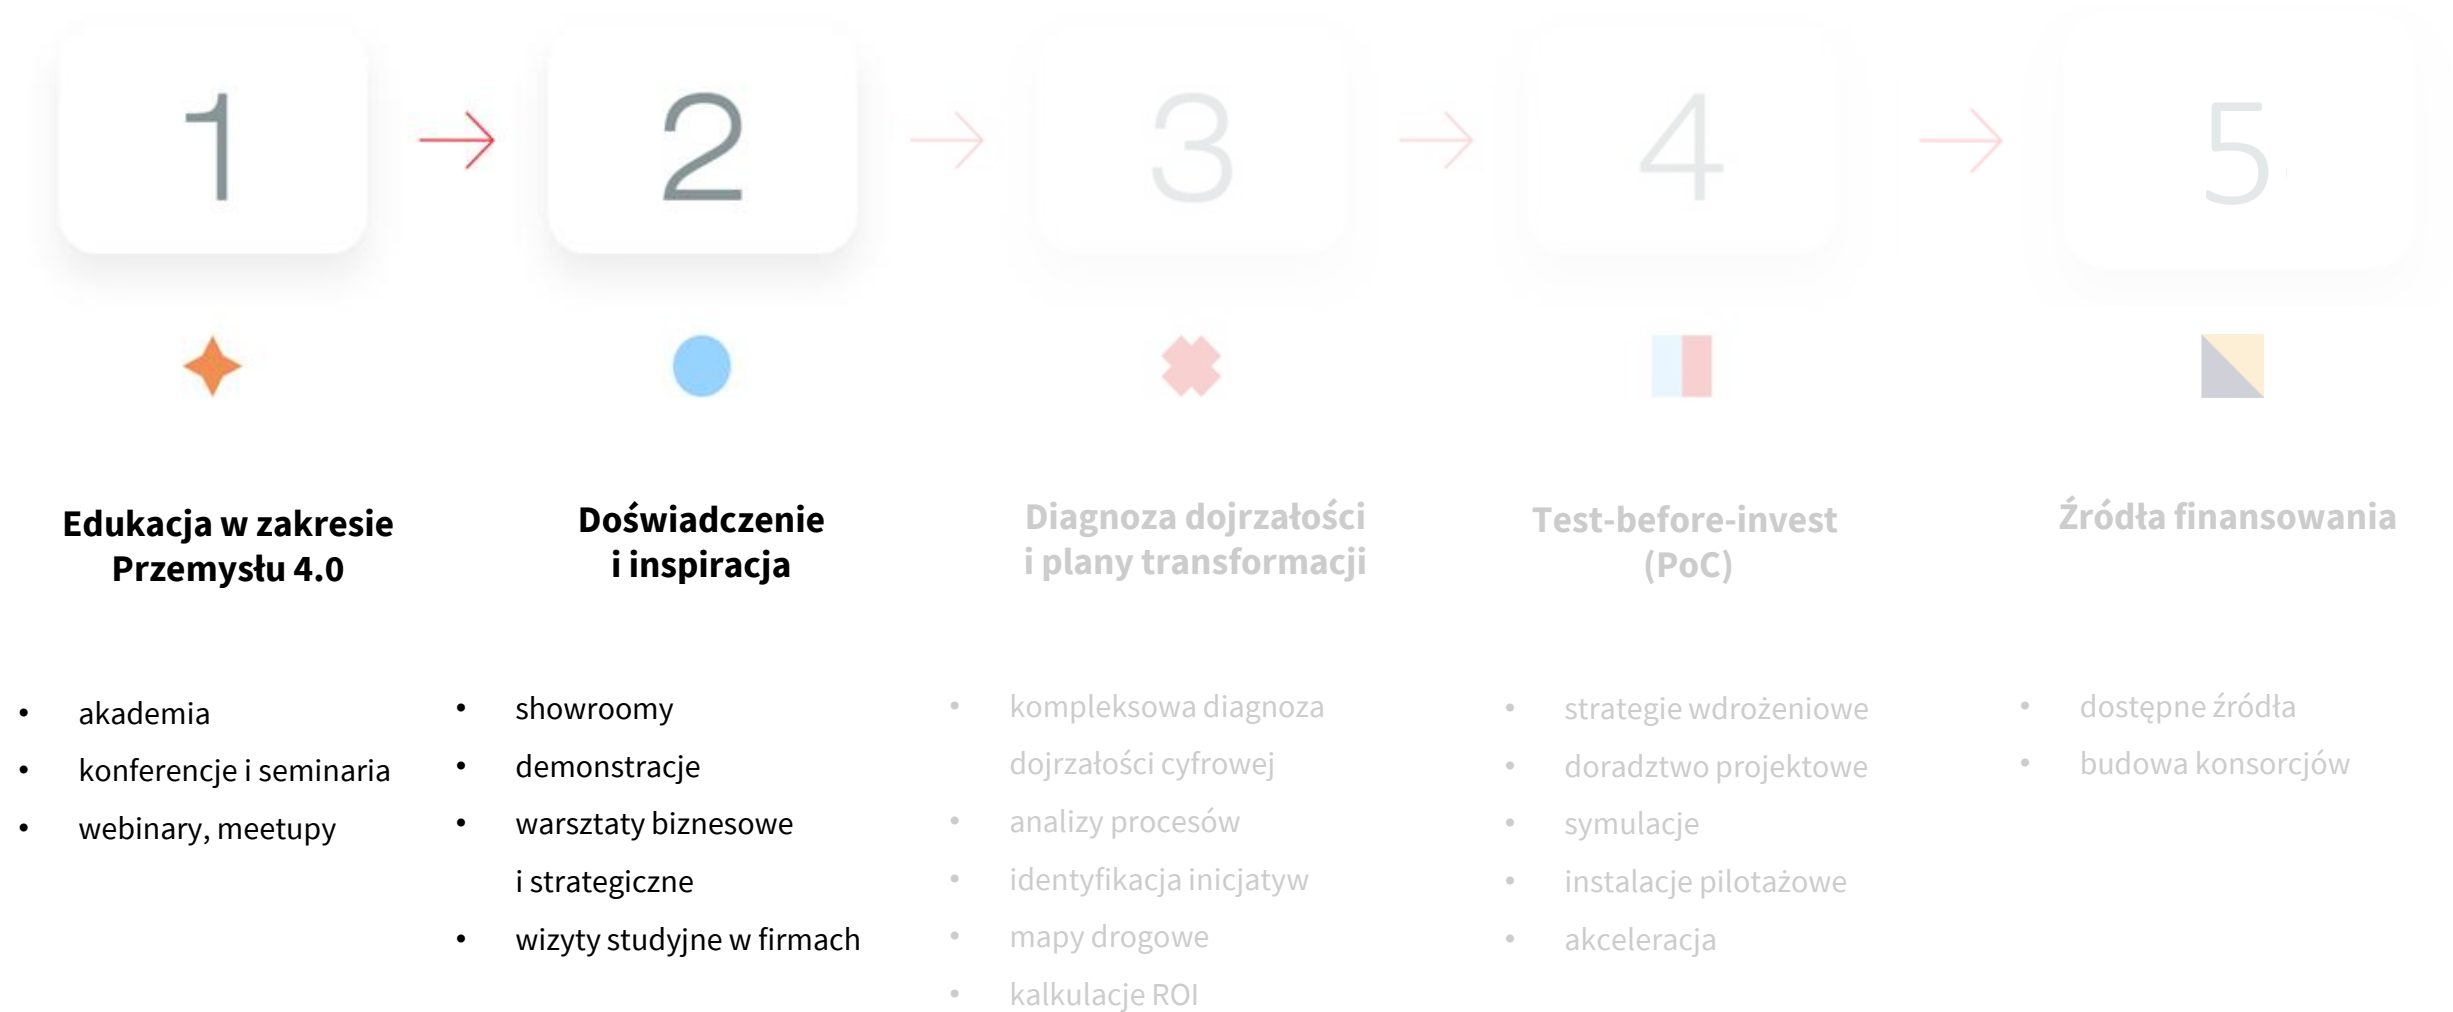 1
2
3
4
5
Edukacja w zakresie
Przemysłu 4.0
• akademia
• konferencje i seminaria
• webinary, meetupy
Doświadczenie
i inspiracja
• showroomy
• demonstracje
• warsztaty biznesowe
i strategiczne
• wizyty studyjne w firmach
Diagnoza dojrzałości
i plany transformacji
• kompleksowa diagnoza
dojrzałości cyfrowej
• analizy procesów
• identyfikacja inicjatyw
• mapy drogowe
• kalkulacje ROI
Test-before-invest
(PoC)
• strategie wdrożeniowe
• doradztwo projektowe
• symulacje
• instalacje pilotażowe
• akceleracja
Źródła finansowania
• dostępne źródła
• budowa konsorcjów